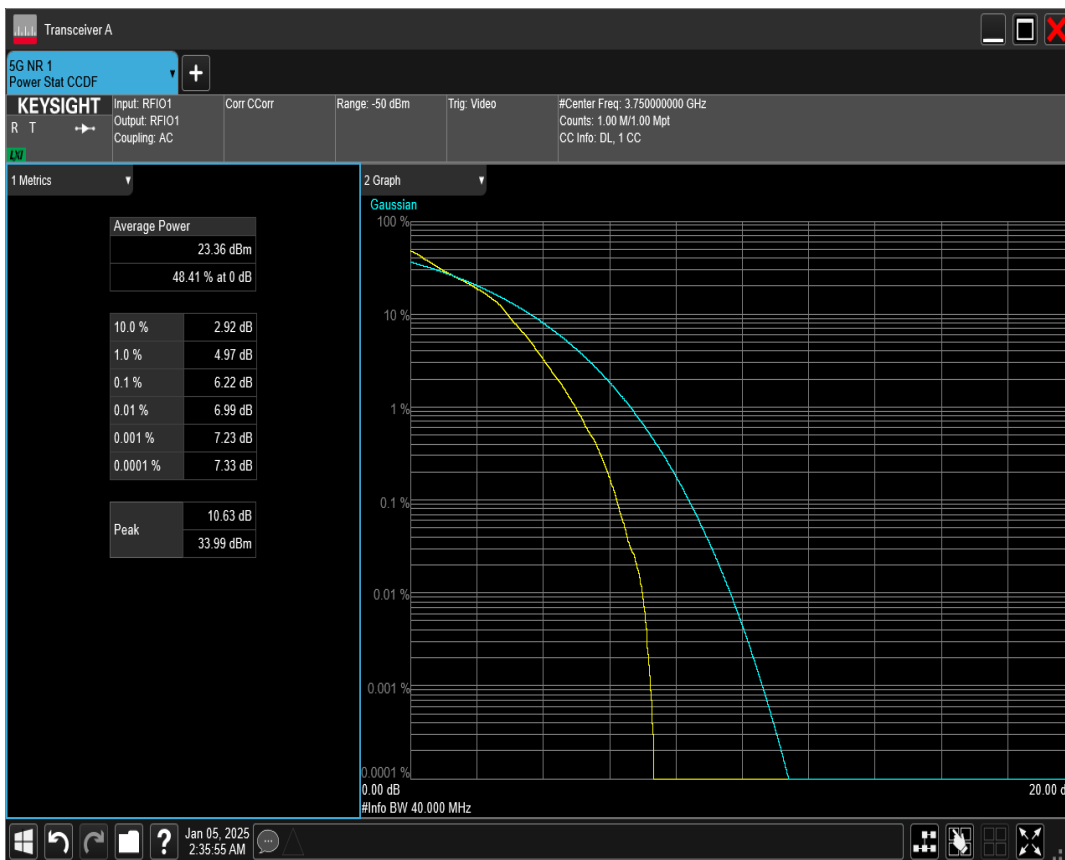 Transceiver A
5G NR 1
Power Stat CCDF
+
KEYSIGHT
R T
LXI
Input: RFIO1
Output: RFIO1
Coupling: AC
Corr CCorr
Range: -50 dBm
Trig: Video
#Center Freq: 3.750000000 GHz
Counts: 1.00 M/1.00 Mpt
CC Info: DL, 1 CC
1 Metrics
Average Power
23.36 dBm
48.41 % at 0 dB
10.0 % 2.92 dB
1.0 % 4.97 dB
0.1 % 6.22 dB
0.01 % 6.99 dB
0.001 % 7.23 dB
0.0001 % 7.33 dB
Peak
10.63 dB
33.99 dBm
2 Graph
Gaussian
100 %
10 %
1 %
0.1 %
0.01 %
0.001 %
0.0001 %
0.00 dB 20.00 d
#Info BW 40.000 MHz
?
Jan 05, 2025
2:35:55 AM